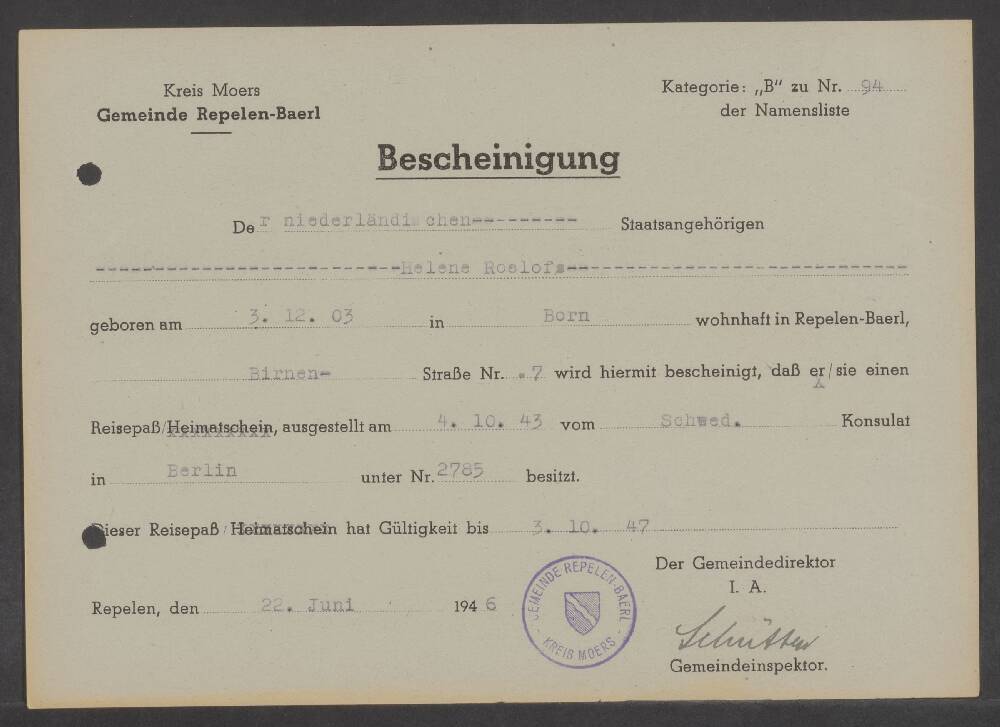 Kreis Moers
Gemeinde Repelen-Baerl
Kategorie: „B" zu Nr. 94
der Namensliste
Bescheinigung
Der niederländischen--------- Staatsangehörigen
--------------------------Helene Roelofs-----------------------------
geboren am 3. 12. 03 in Born wohnhaft in Repelen-Baerl,
Birnen- Straße Nr. 7 wird hiermit bescheinigt, daß er/sie einen
Reisepaß/Heimatschein, ausgestellt am 4. 10. 43 vom Schwed. Konsulat
in Berlin unter Nr. 2785 besitzt.
Dieser Reisepaß/Heimatschein hat Gültigkeit bis 3. 10. 47
Der Gemeindedirektor
I. A.
Repelen, den 22. Juni 1946
GEMEINDE REPELEN-BAERL
- KREIS MOERS -
Schütten
Gemeindeinspektor.